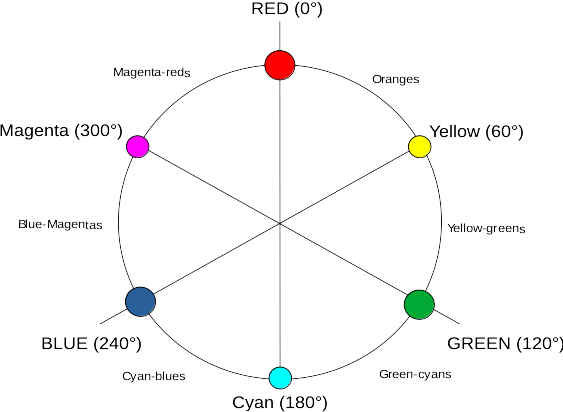 RED (0°)
Magenta-reds
Oranges
Magenta (300°)
Yellow (60°)
Blue-Magentas
Yellow-greens
BLUE (240°)
GREEN (120°)
Cyan-blues
Green-cyans
Cyan (180°)